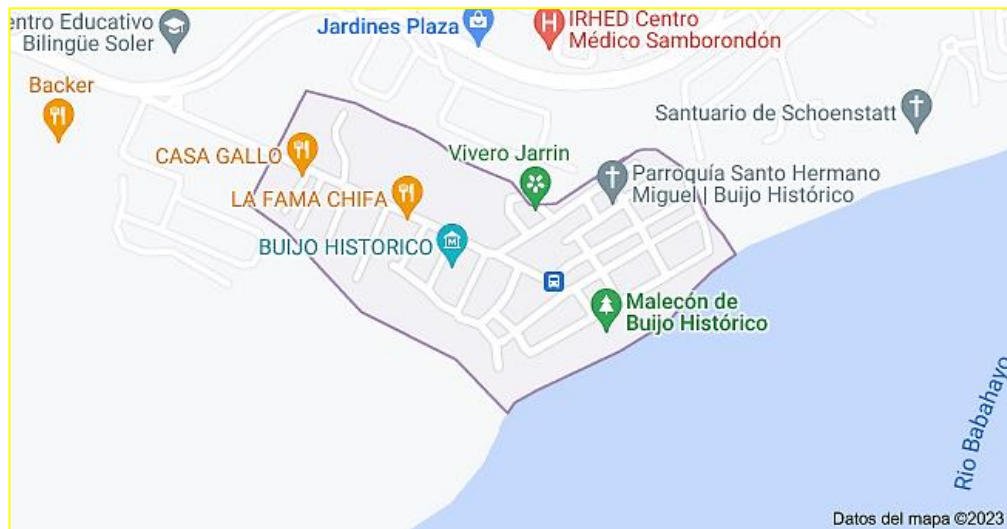 entro Educativo
Bilingüe Soler
Jardines Plaza
IRHED Centro
Médico Samborondón
Backer
Santuario de Schoenstatt
CASA GALLO
Vivero Jarrin
Parroquía Santo Hermano
Miguel | Buijo Histórico
LA FAMA CHIFA
BUIJO HISTORICO
Malecón de
Buijo Histórico
Rio Babahayo
Datos del mapa ©2023